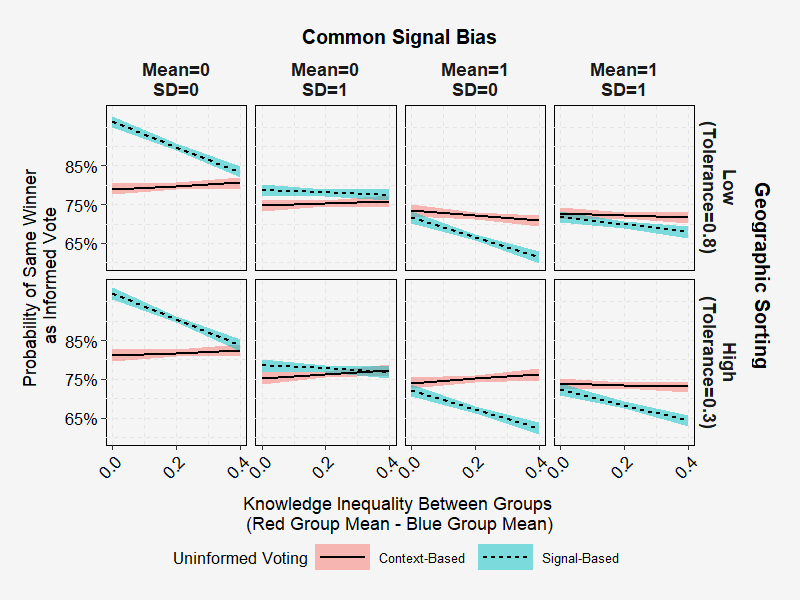 Common Signal Bias
Mean=0
SD=0
Mean=0
SD=1
Mean=1
SD=0
Mean=1
SD=1
Probability of Same Winner
as Informed Vote
85%
75%
65%
85%
75%
65%
Low
(Tolerance=0.8)
High
(Tolerance=0.3)
Geographic Sorting
0.0
0.2
0.4
0.0
0.2
0.4
0.0
0.2
0.4
0.0
0.2
0.4
Knowledge Inequality Between Groups
(Red Group Mean - Blue Group Mean)
Uninformed Voting
Context-Based
Signal-Based